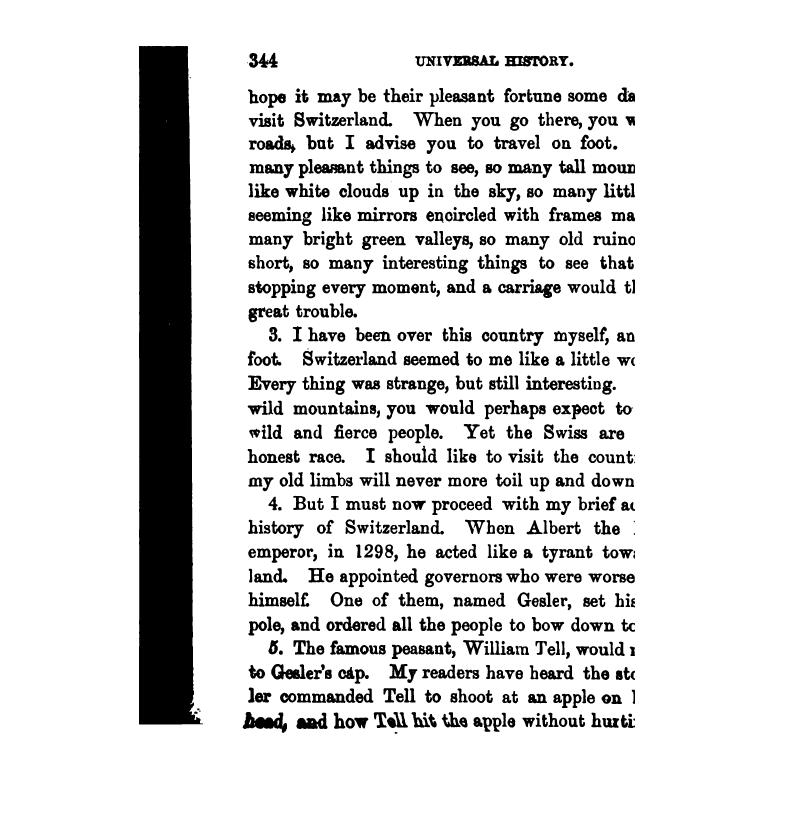 344 UNIVERSAL HISTORY.
hope it may be their pleasant fortune some da
visit Switzerland. When you go there, you w
roads, but I advise you to travel on foot.
many pleasant things to see, so many tall moun
like white clouds up in the sky, so many littl
seeming like mirrors encircled with frames ma
many bright green valleys, so many old ruino
short, so many interesting things to see that
stopping every moment, and a carriage would tl
great trouble.
3. I have been over this country myself, an
foot. Switzerland seemed to me like a little wo
Every thing was strange, but still interesting.
wild mountains, you would perhaps expect to
wild and fierce people. Yet the Swiss are
honest race. I should like to visit the count
my old limbs will never more toil up and down
4. But I must now proceed with my brief ac
history of Switzerland. When Albert the
emperor, in 1298, he acted like a tyrant towa
land. He appointed governors who were worse
himself. One of them, named Gesler, set his
pole, and ordered all the people to bow down to
5. The famous peasant, William Tell, would
to Gesler's cap. My readers have heard the sto
ler commanded Tell to shoot at an apple on
head, and how Tell hit the apple without hurti